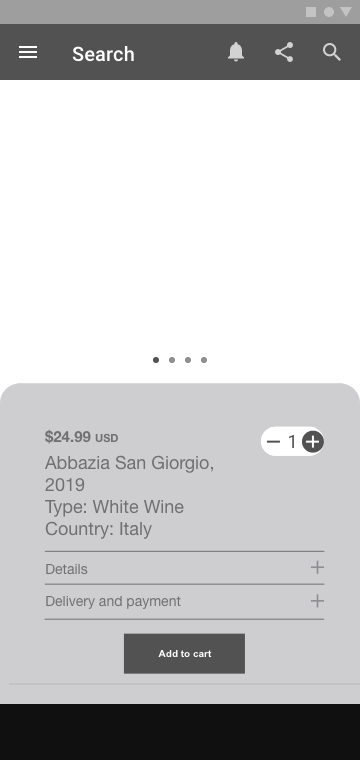 Search
$24.99 USD
1
Abbazia San Giorgio,
2019
Type: White Wine
Country: Italy
Details
Delivery and payment
Add to cart